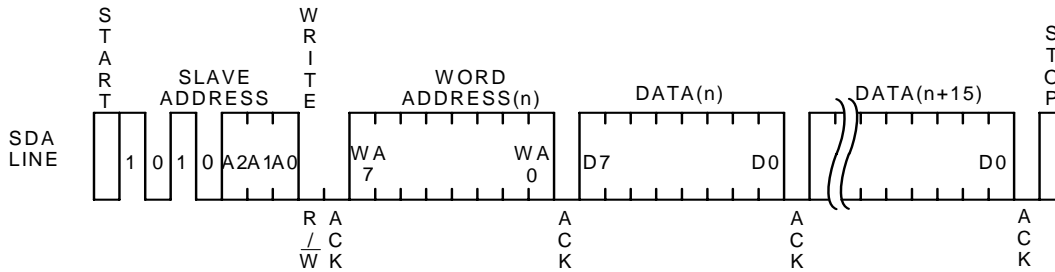 START
WRITE
STOP
SLAVE
ADDRESS
WORD
ADDRESS(n)
DATA(n)
DATA(n+15)
SDA
LINE
1 0 1 0 A2 A1 A0
WA
7
WA
0
D7
D0
D0
R/W
ACK
ACK
ACK
ACK